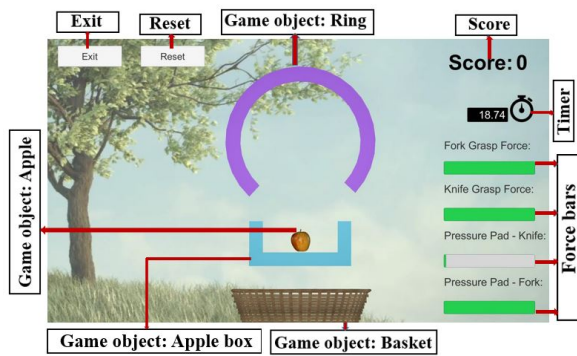 Exit
Reset
Game object: Ring
Score
Exit
Reset
Score: 0
18.74
Timer
Fork Grasp Force:
Knife Grasp Force:
Pressure Pad - Knife:
Pressure Pad - Fork:
Force bars
Game object: Apple
Game object: Apple box
Game object: Basket